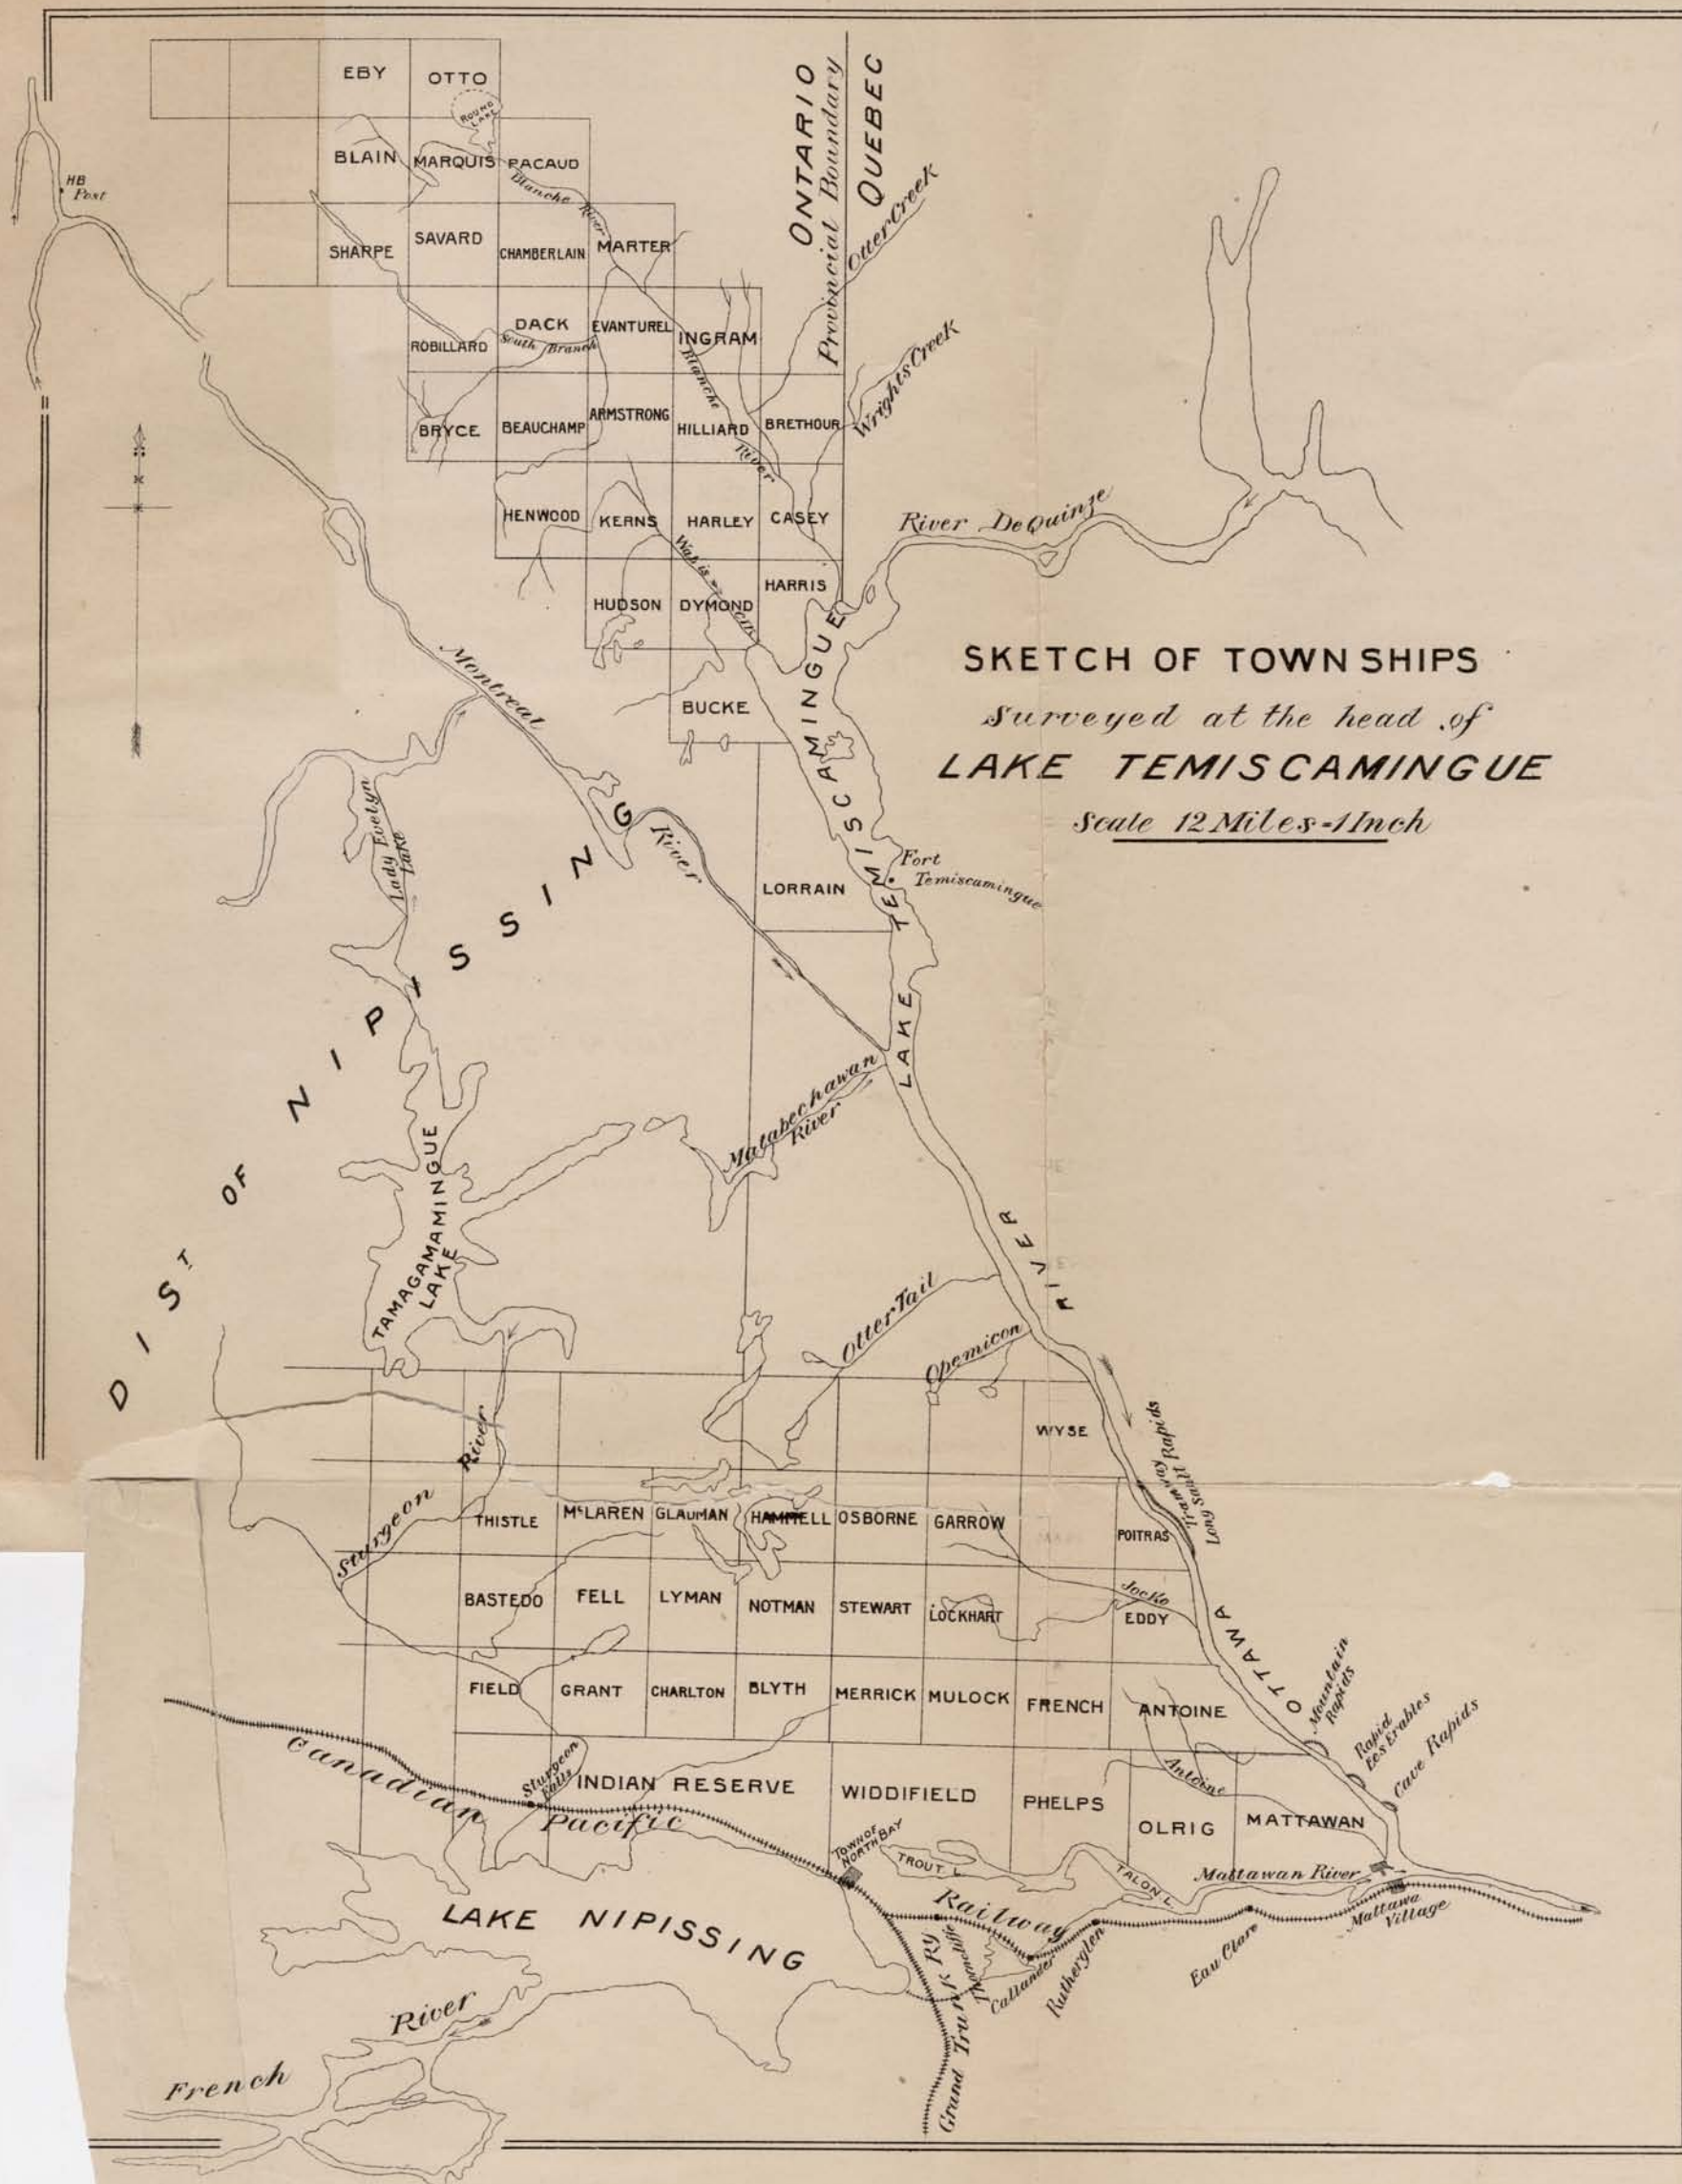 EBY
OTTO
ROUND
LAKE
BLAIN
MARQUIS
PACAUD
Blanche River
HB
Post
SHARPE
SAVARD
CHAMBERLAIN
MARTER
ONTARIO
Provincial Boundary
QUEBEC
Otter Creek
Wrights Creek
ROBILLARD
DACK
South Branch
EVANTUREL
INGRAM
Blanche
River
BRYCE
BEAUCHAMP
ARMSTRONG
HILLIARD
BRETHOUR
HENWOOD
KERNS
HARLEY
CASEY
River De Quinze
HUDSON
DYMOND
HARRIS
BUCKE
SKETCH OF TOWNSHIPS
Surveyed at the head of
LAKE TEMISCAMINGUE
Scale 12 Miles = 1 Inch
Montreal
River
Lady Evelyn
Lake
LORRAIN
Fort
Temiscamingue
LAKE TEMISCAMINGUE
DIST OF NIPISSING
Matabechawan
River
TAMAGAMAMINGUE
LAKE
OTTAWA RIVER
Otter Tail
Opemicon
WYSE
Tramway Rapids
Long Sault Rapids
Sturgeon River
THISTLE
McLAREN
GLADMAN
HAMMELL
OSBORNE
GARROW
POITRAS
BASTEDO
FELL
LYMAN
NOTMAN
STEWART
LOCKHART
Jocko
EDDY
FIELD
GRANT
CHARLTON
BLYTH
MERRICK
MULOCK
FRENCH
ANTOINE
Mountain
Rapids
Rapid
Les Erables
Cave Rapids
Canadian Pacific Railway
Sturgeon
Falls
INDIAN RESERVE
WIDDIFIELD
PHELPS
Antoine
OLRIG
MATTAWAN
TOWN OF
NORTH BAY
TROUT L.
TALON L.
Mattawan River
Mattawa
Village
LAKE NIPISSING
Grand Trunk Ry
Thorncliffe
Callander
Rutherglen
Eau Clare
French River